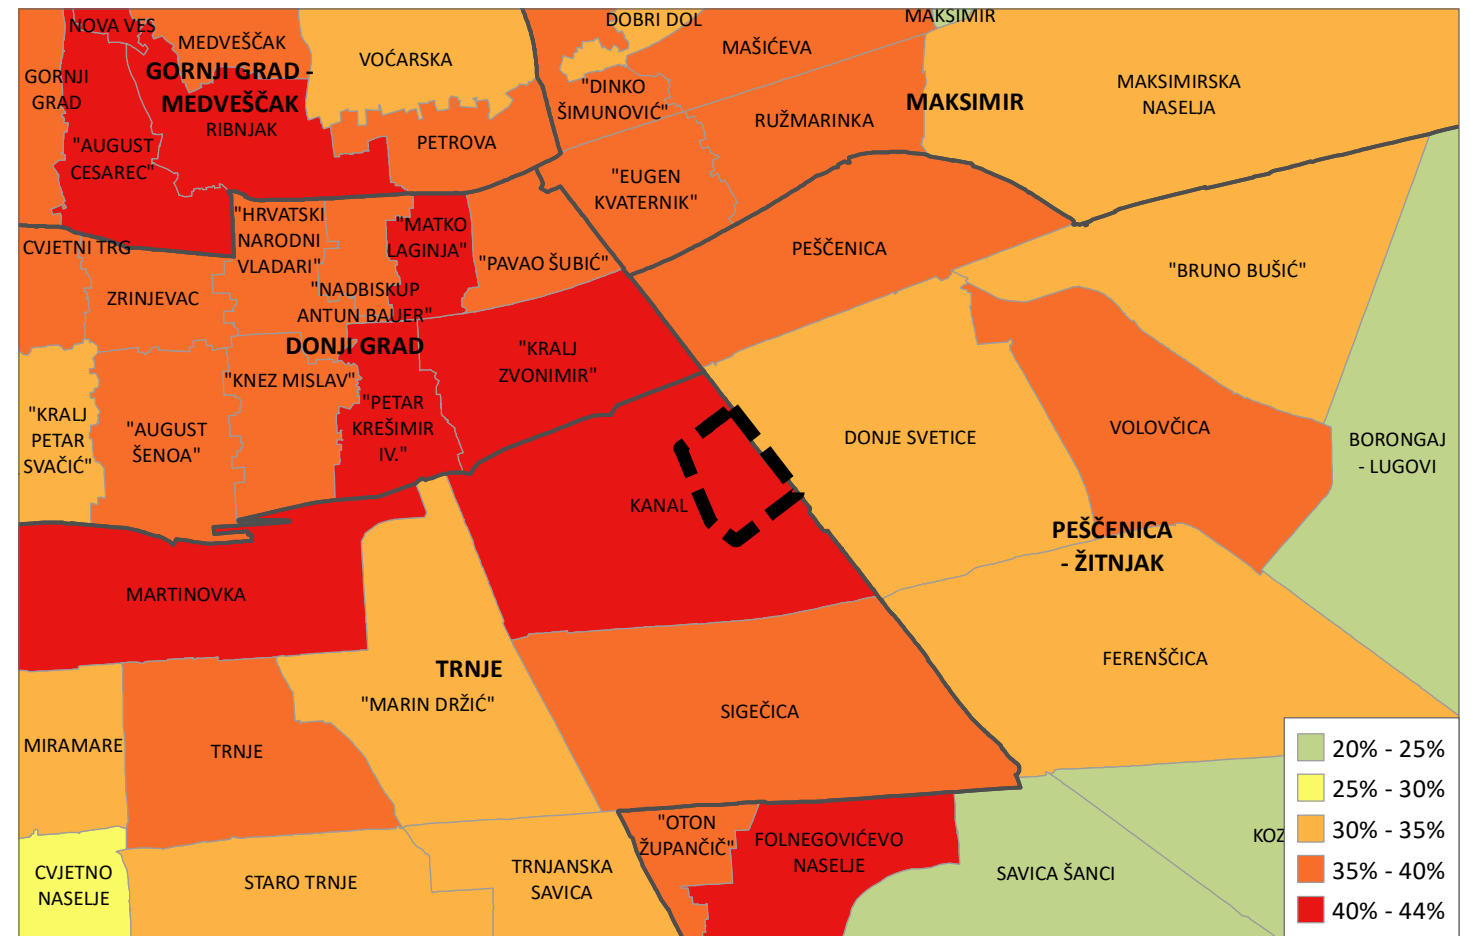 NOVA VES
MEDVEŠČAK
VOĆARSKA
DOBRI DOL
MAŠIĆEVA
MAKSIMIR
GORNJI
GRAD
GORNJI GRAD -
MEDVEŠČAK
RIBNJAK
"AUGUST
CESAREC"
PETROVA
"DINKO
ŠIMUNOVIĆ"
RUŽMARINKA
MAKSIMIR
MAKSIMIRSKA
NASELJA
"EUGEN
KVATERNIK"
CVJETNI TRG
ZRINJEVAC
"HRVATSKI
NARODNI
VLADARI"
"MATKO
LAGINJA"
"PAVAO ŠUBIĆ"
PEŠČENICA
"BRUNO BUŠIĆ"
"NADBISKUP
ANTUN BAUER"
DONJI GRAD
"KNEZ MISLAV"
"KRALJ
ZVONIMIR"
"KRALJ
PETAR
SVAČIĆ"
"AUGUST
ŠENOA"
"PETAR
KREŠIMIR
IV."
DONJE SVETICE
VOLOVČICA
BORONGAJ
- LUGOVI
KANAL
PEŠČENICA
- ŽITNJAK
MARTINOVKA
FERENŠČICA
TRNJE
"MARIN DRŽIĆ"
SIGEČICA
MIRAMARE
TRNJE
"OTON
ŽUPANČIČ"
FOLNEGOVIĆEVO
NASELJE
KOZ
CVJETNO
NASELJE
STARO TRNJE
TRNJANSKA
SAVICA
SAVICA ŠANCI
20% - 25%
25% - 30%
30% - 35%
35% - 40%
40% - 44%